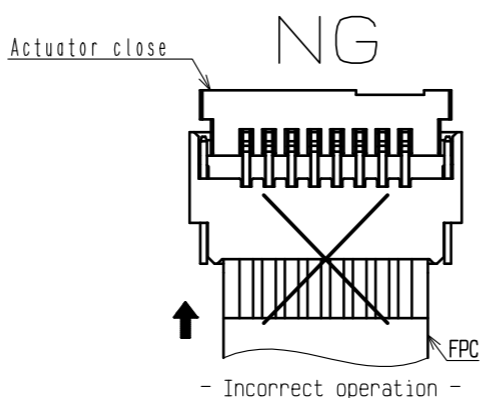 NG
Actuator close
FPC
- Incorrect operation -